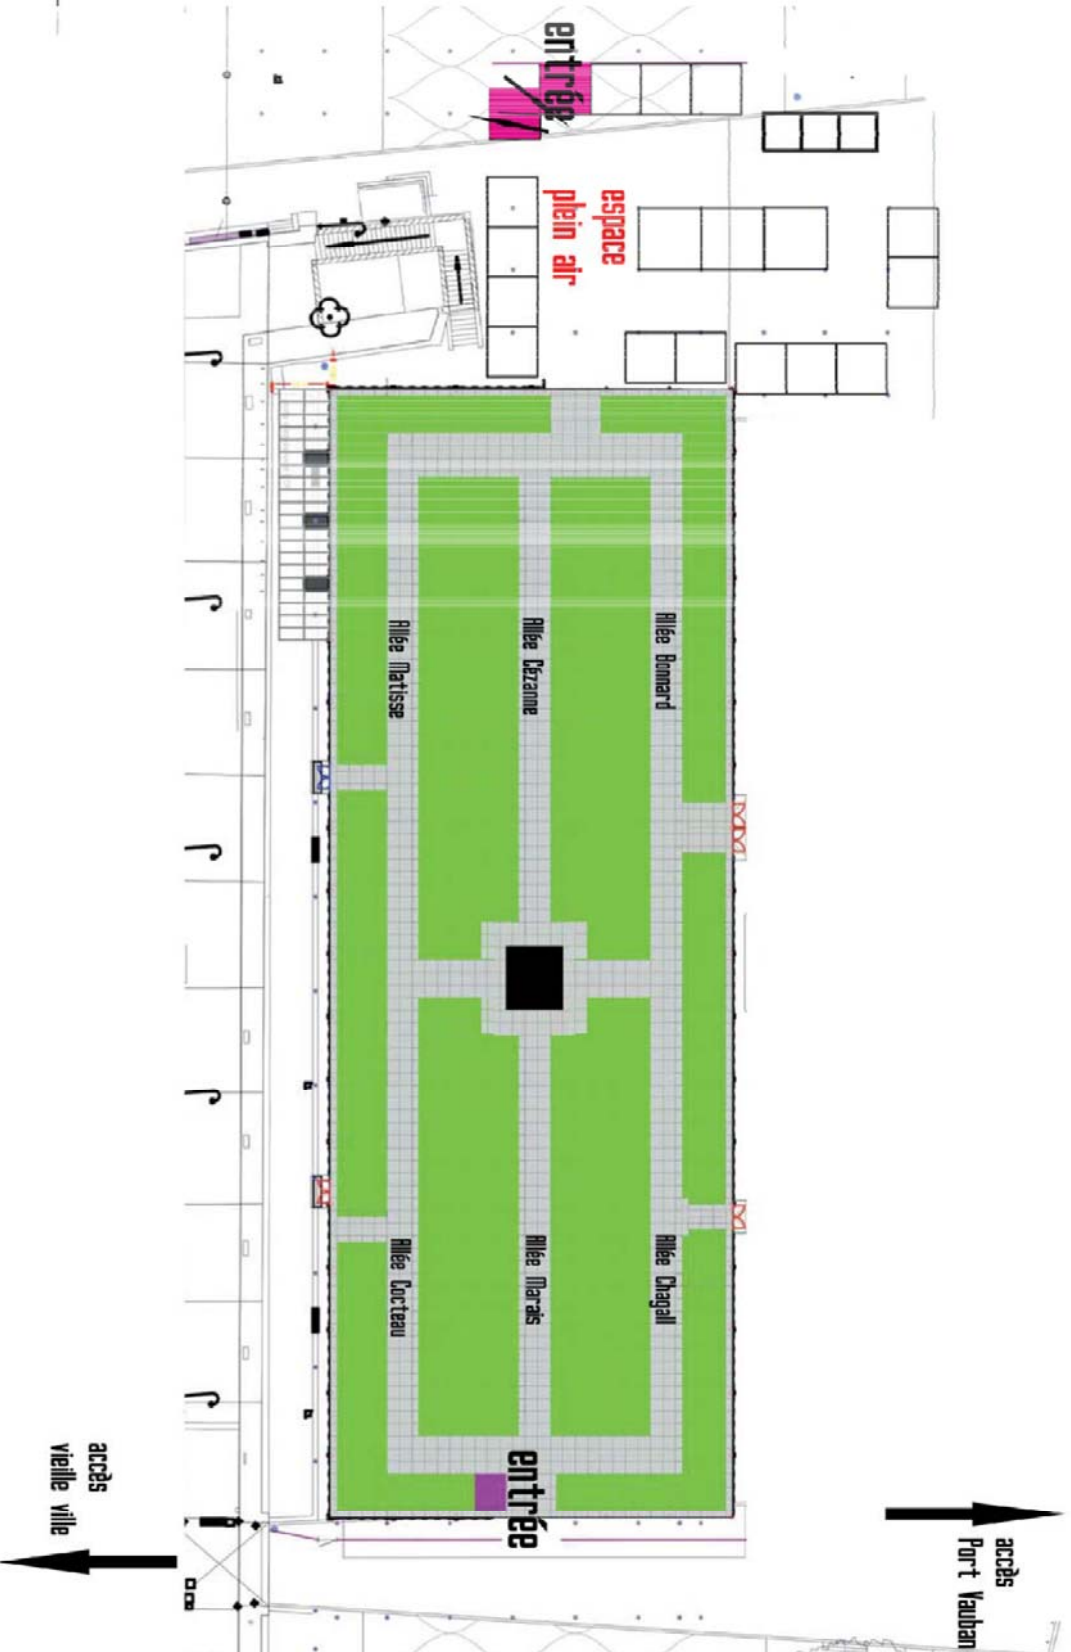 entrée
espace
plein air
Allée Matisse
Allée Cézanne
Allée Bonnard
Allée Cocteau
Allée Marais
Allée Chagall
entrée
accès
vieille ville
accès
Port Vauban